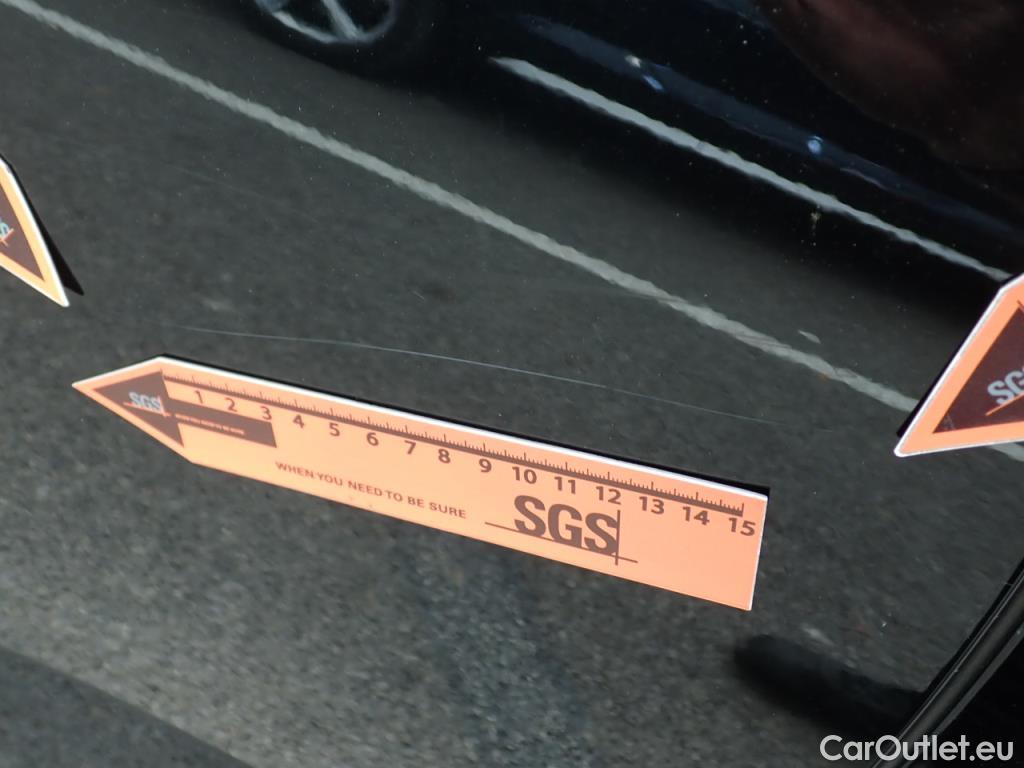 SGS
1 2 3 4 5 6 7 8 9 10 11 12 13 14 15
WHEN YOU NEED TO BE SURE
SGS
SGS
CarOutlet.eu